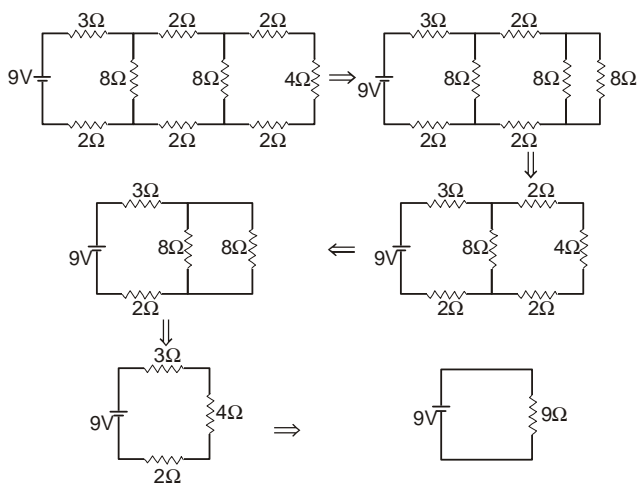 3Ω 2Ω 2Ω 3Ω 2Ω
9V 8Ω 8Ω 4Ω ⇒ 9V 8Ω 8Ω 8Ω
2Ω 2Ω 2Ω 2Ω 2Ω
⇓
3Ω 3Ω 2Ω
9V 8Ω 8Ω ⇐ 9V 8Ω 4Ω
2Ω 2Ω 2Ω
⇓
3Ω
9V 4Ω ⇒ 9V 9Ω
2Ω